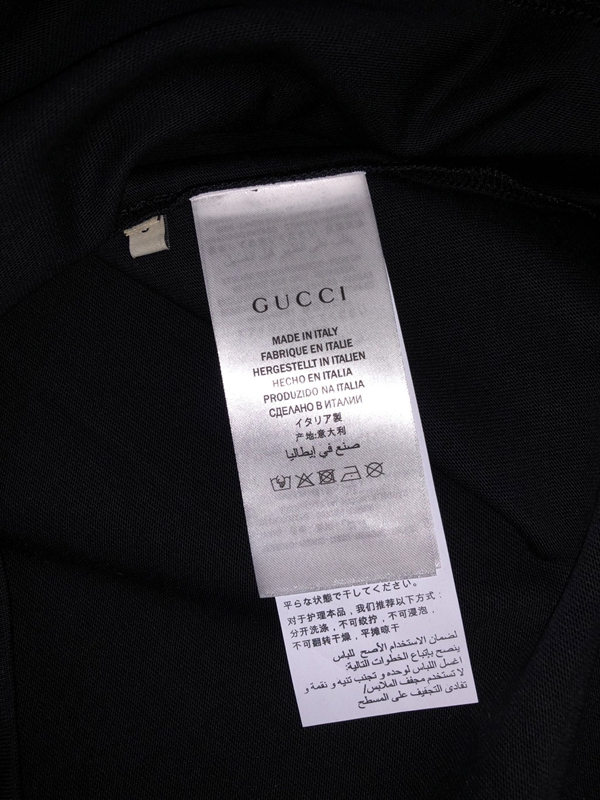 GUCCI
MADE IN ITALY
FABRIQUE EN ITALIE
HERGESTELLT IN ITALIEN
HECHO EN ITALIA
PRODUZIDO NA ITALIA
СДЕЛАНО В ИТАЛИИ
イタリア製
产地:意大利
صنع في إيطاليا
平らな状態で干してください。
对于护理本品，我们推荐以下方式：
分开洗涤，不可绞拧，不可浸泡，
不可翻转干燥，平摊晾干
لضمان الاستخدام الأصح للباس
ينصح بإتباع الخطوات التالية:
اغسل اللباس لوحده و تجنب تنيه و نقمة و
لا تستخدم مجفف الملابس/
تفادى التجفيف على المسطح